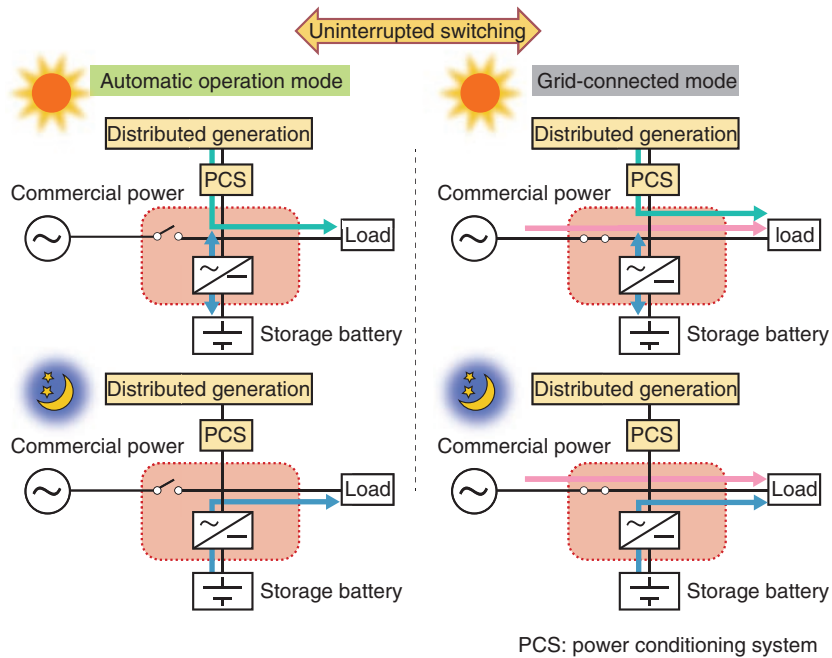 Uninterrupted switching
Automatic operation mode
Grid-connected mode
Distributed generation
Distributed generation
PCS
PCS
Commercial power
Commercial power
Load
load
Storage battery
Storage battery
Distributed generation
Distributed generation
PCS
PCS
Commercial power
Commercial power
Load
Load
Storage battery
Storage battery
PCS: power conditioning system